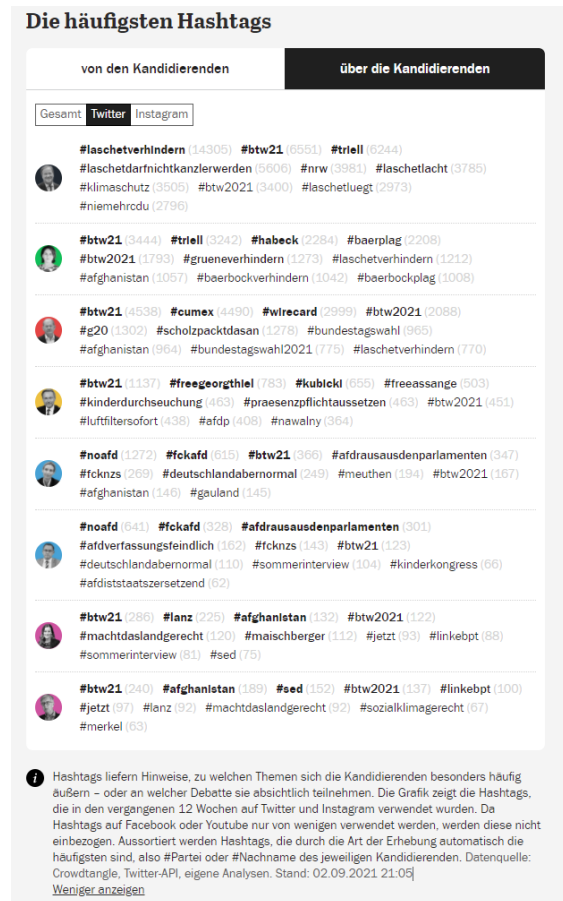 Die häufigsten Hashtags
von den Kandidierenden über die Kandidierenden
Gesamt Twitter Instagram
#laschetverhindern (14305) #btw21 (6551) #triell (6244)
#laschetdarfnichtkanzlerwerden (5606) #nrw (3981) #laschetlacht (3785)
#klimaschutz (3505) #btw2021 (3400) #laschetluegt (2973)
#niemehrcdu (2796)
#btw21 (3444) #triell (3242) #habeck (2284) #baerplag (2208)
#btw2021 (1793) #grueneverhindern (1273) #laschetverhindern (1212)
#afghanistan (1057) #baerbockverhindern (1042) #baerbockplag (1008)
#btw21 (4538) #cumex (4490) #wirecard (2999) #btw2021 (2088)
#g20 (1302) #scholzpacktdasan (1278) #bundestagswahl (965)
#afghanistan (964) #bundestagswahl2021 (775) #laschetverhindern (770)
#btw21 (1137) #freegeorgthiel (783) #kubicki (655) #freeassange (503)
#kinderdurchseuchung (463) #praesenzpflichtaussetzen (463) #btw2021 (451)
#luftfiltersofort (438) #afdp (408) #nawalny (364)
#noafd (1272) #fckafd (615) #btw21 (366) #afdrausausdenparlamenten (347)
#fcknzs (269) #deutschlandabernormal (249) #meuthen (194) #btw2021 (167)
#afghanistan (146) #gauland (145)
#noafd (641) #fckafd (328) #afdrausausdenparlamenten (301)
#afdverfassungsfeindlich (162) #fcknzs (143) #btw21 (123)
#deutschlandabernormal (110) #sommerinterview (104) #kinderkongress (66)
#afdiststaatszersetzend (62)
#btw21 (286) #lanz (225) #afghanistan (132) #btw2021 (122)
#machtdaslandgerecht (120) #maischberger (112) #jetzt (93) #linkebpt (88)
#sommerinterview (81) #sed (75)
#btw21 (240) #afghanistan (189) #sed (152) #btw2021 (137) #linkebpt (100)
#jetzt (97) #lanz (92) #machtdaslandgerecht (92) #sozialklimagerecht (67)
#merkel (63)
i Hashtags liefern Hinweise, zu welchen Themen sich die Kandidierenden besonders häufig
äußern – oder an welcher Debatte sie absichtlich teilnehmen. Die Grafik zeigt die Hashtags,
die in den vergangenen 12 Wochen auf Twitter und Instagram verwendet wurden. Da
Hashtags auf Facebook oder Youtube nur von wenigen verwendet werden, werden diese nicht
einbezogen. Aussortiert werden Hashtags, die durch die Art der Erhebung automatisch die
häufigsten sind, also #Partei oder #Nachname des jeweiligen Kandidierenden. Datenquelle:
Crowdtangle, Twitter-API, eigene Analysen. Stand: 02.09.2021 21:05
Weniger anzeigen